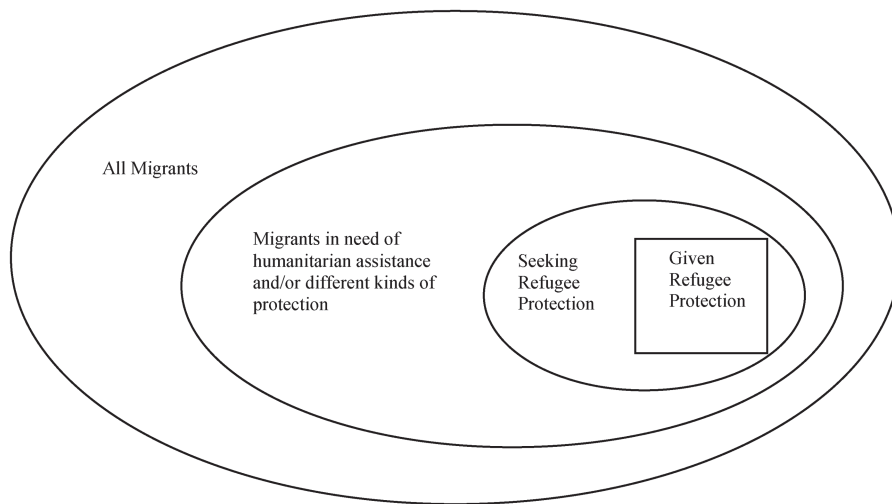 All Migrants
Migrants in need of
humanitarian assistance
and/or different kinds of
protection
Seeking
Refugee
Protection
Given
Refugee
Protection